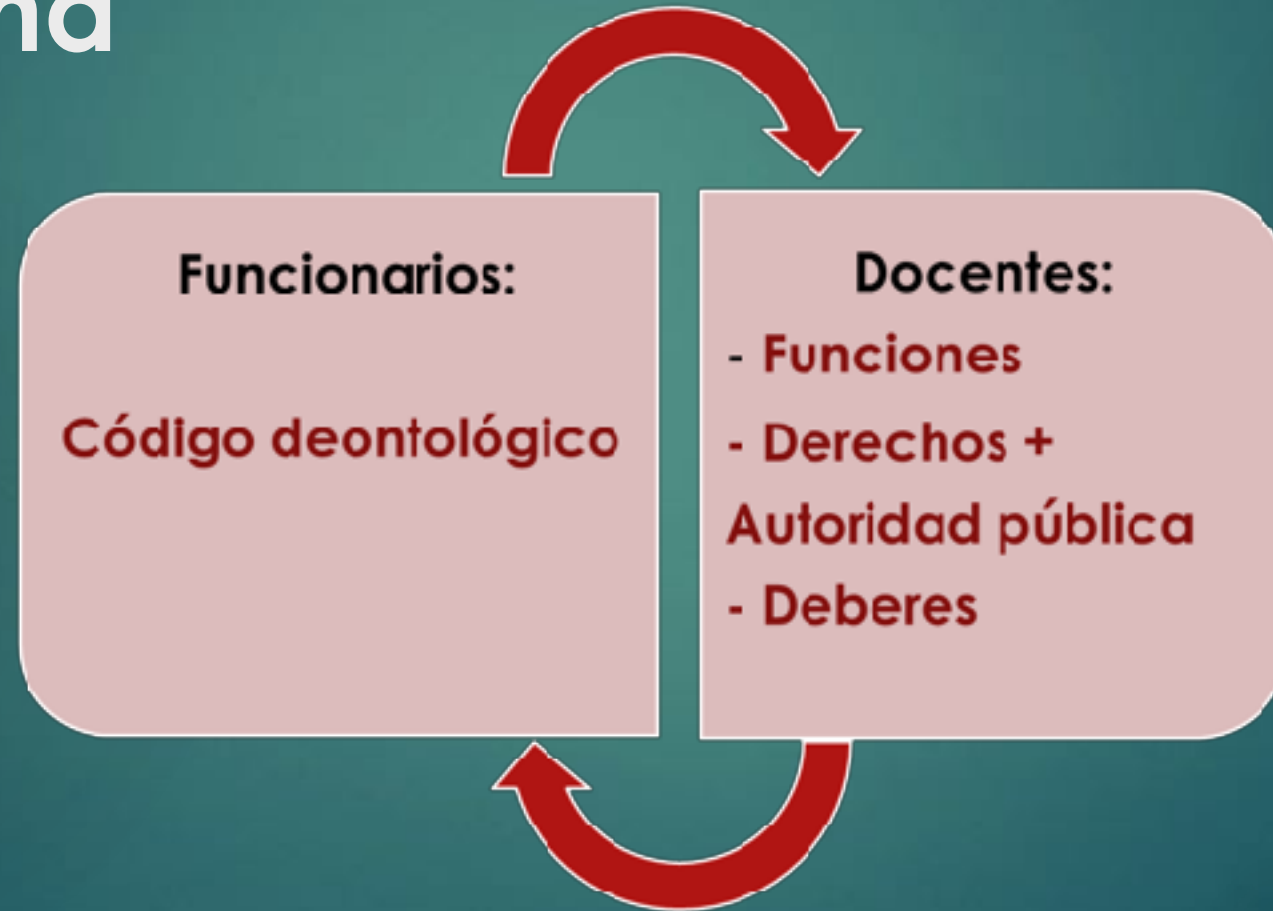 Funcionarios:
Código deontológico
Docentes:
- Funciones
- Derechos +
Autoridad pública
- Deberes